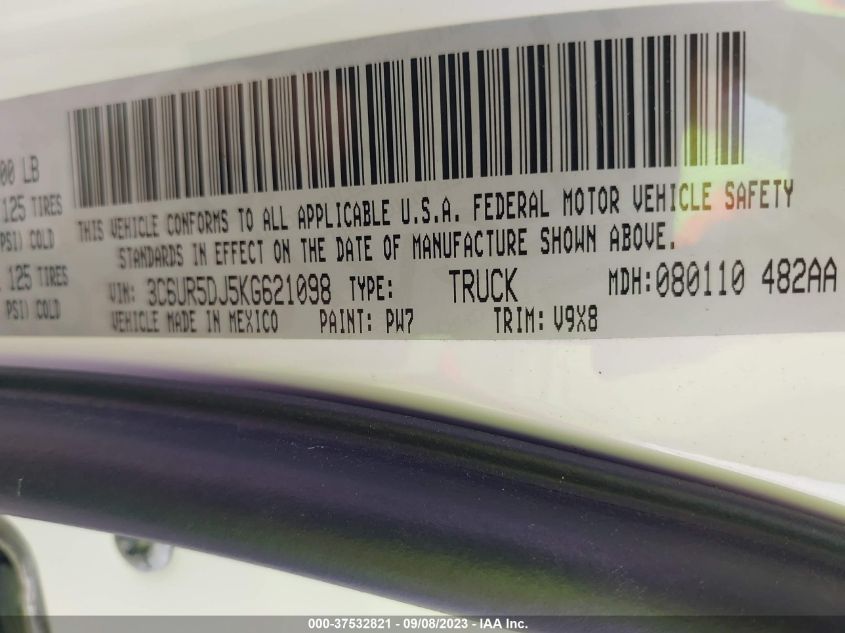 00 LB
125 TIRES
PSI) COLD
125 TIRES
PSI) COLD
THIS VEHICLE CONFORMS TO ALL APPLICABLE U.S.A. FEDERAL MOTOR VEHICLE SAFETY
STANDARDS IN EFFECT ON THE DATE OF MANUFACTURE SHOWN ABOVE.
VIN: 3C6UR5DJ5KG621098 TYPE: TRUCK MDH:080110 482AA
VEHICLE MADE IN MEXICO PAINT: PW7 TRIM: V9X8
000-37532821 - 09/08/2023 - IAA Inc.